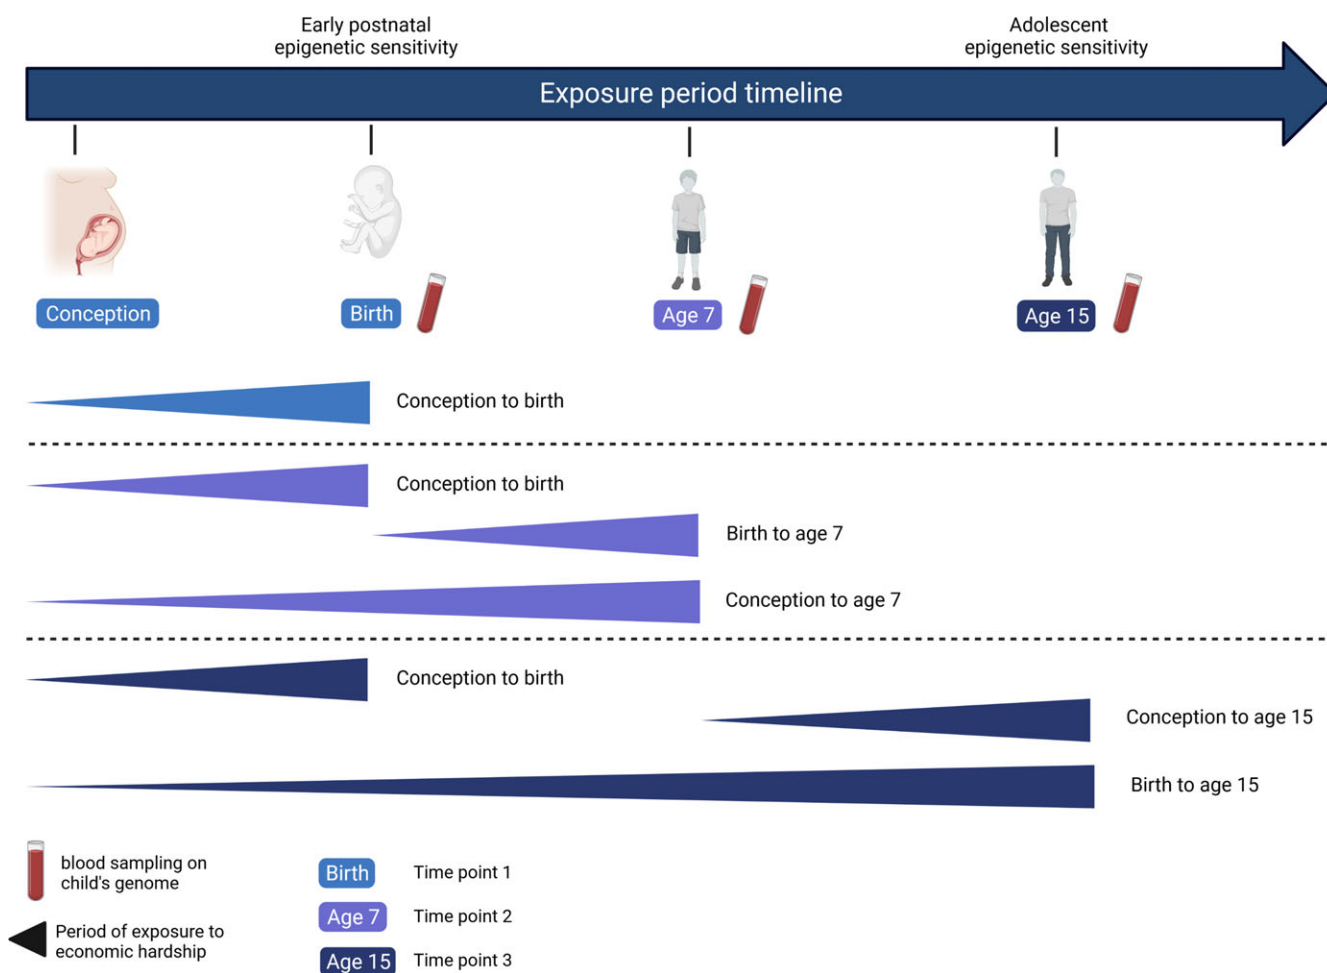 Early postnatal
epigenetic sensitivity
Adolescent
epigenetic sensitivity
Exposure period timeline
Conception
Birth
Age 7
Age 15
Conception to birth
Conception to birth
Birth to age 7
Conception to age 7
Conception to birth
Conception to age 15
Birth to age 15
blood sampling on
child's genome
Period of exposure to
economic hardship
Birth Time point 1
Age 7 Time point 2
Age 15 Time point 3